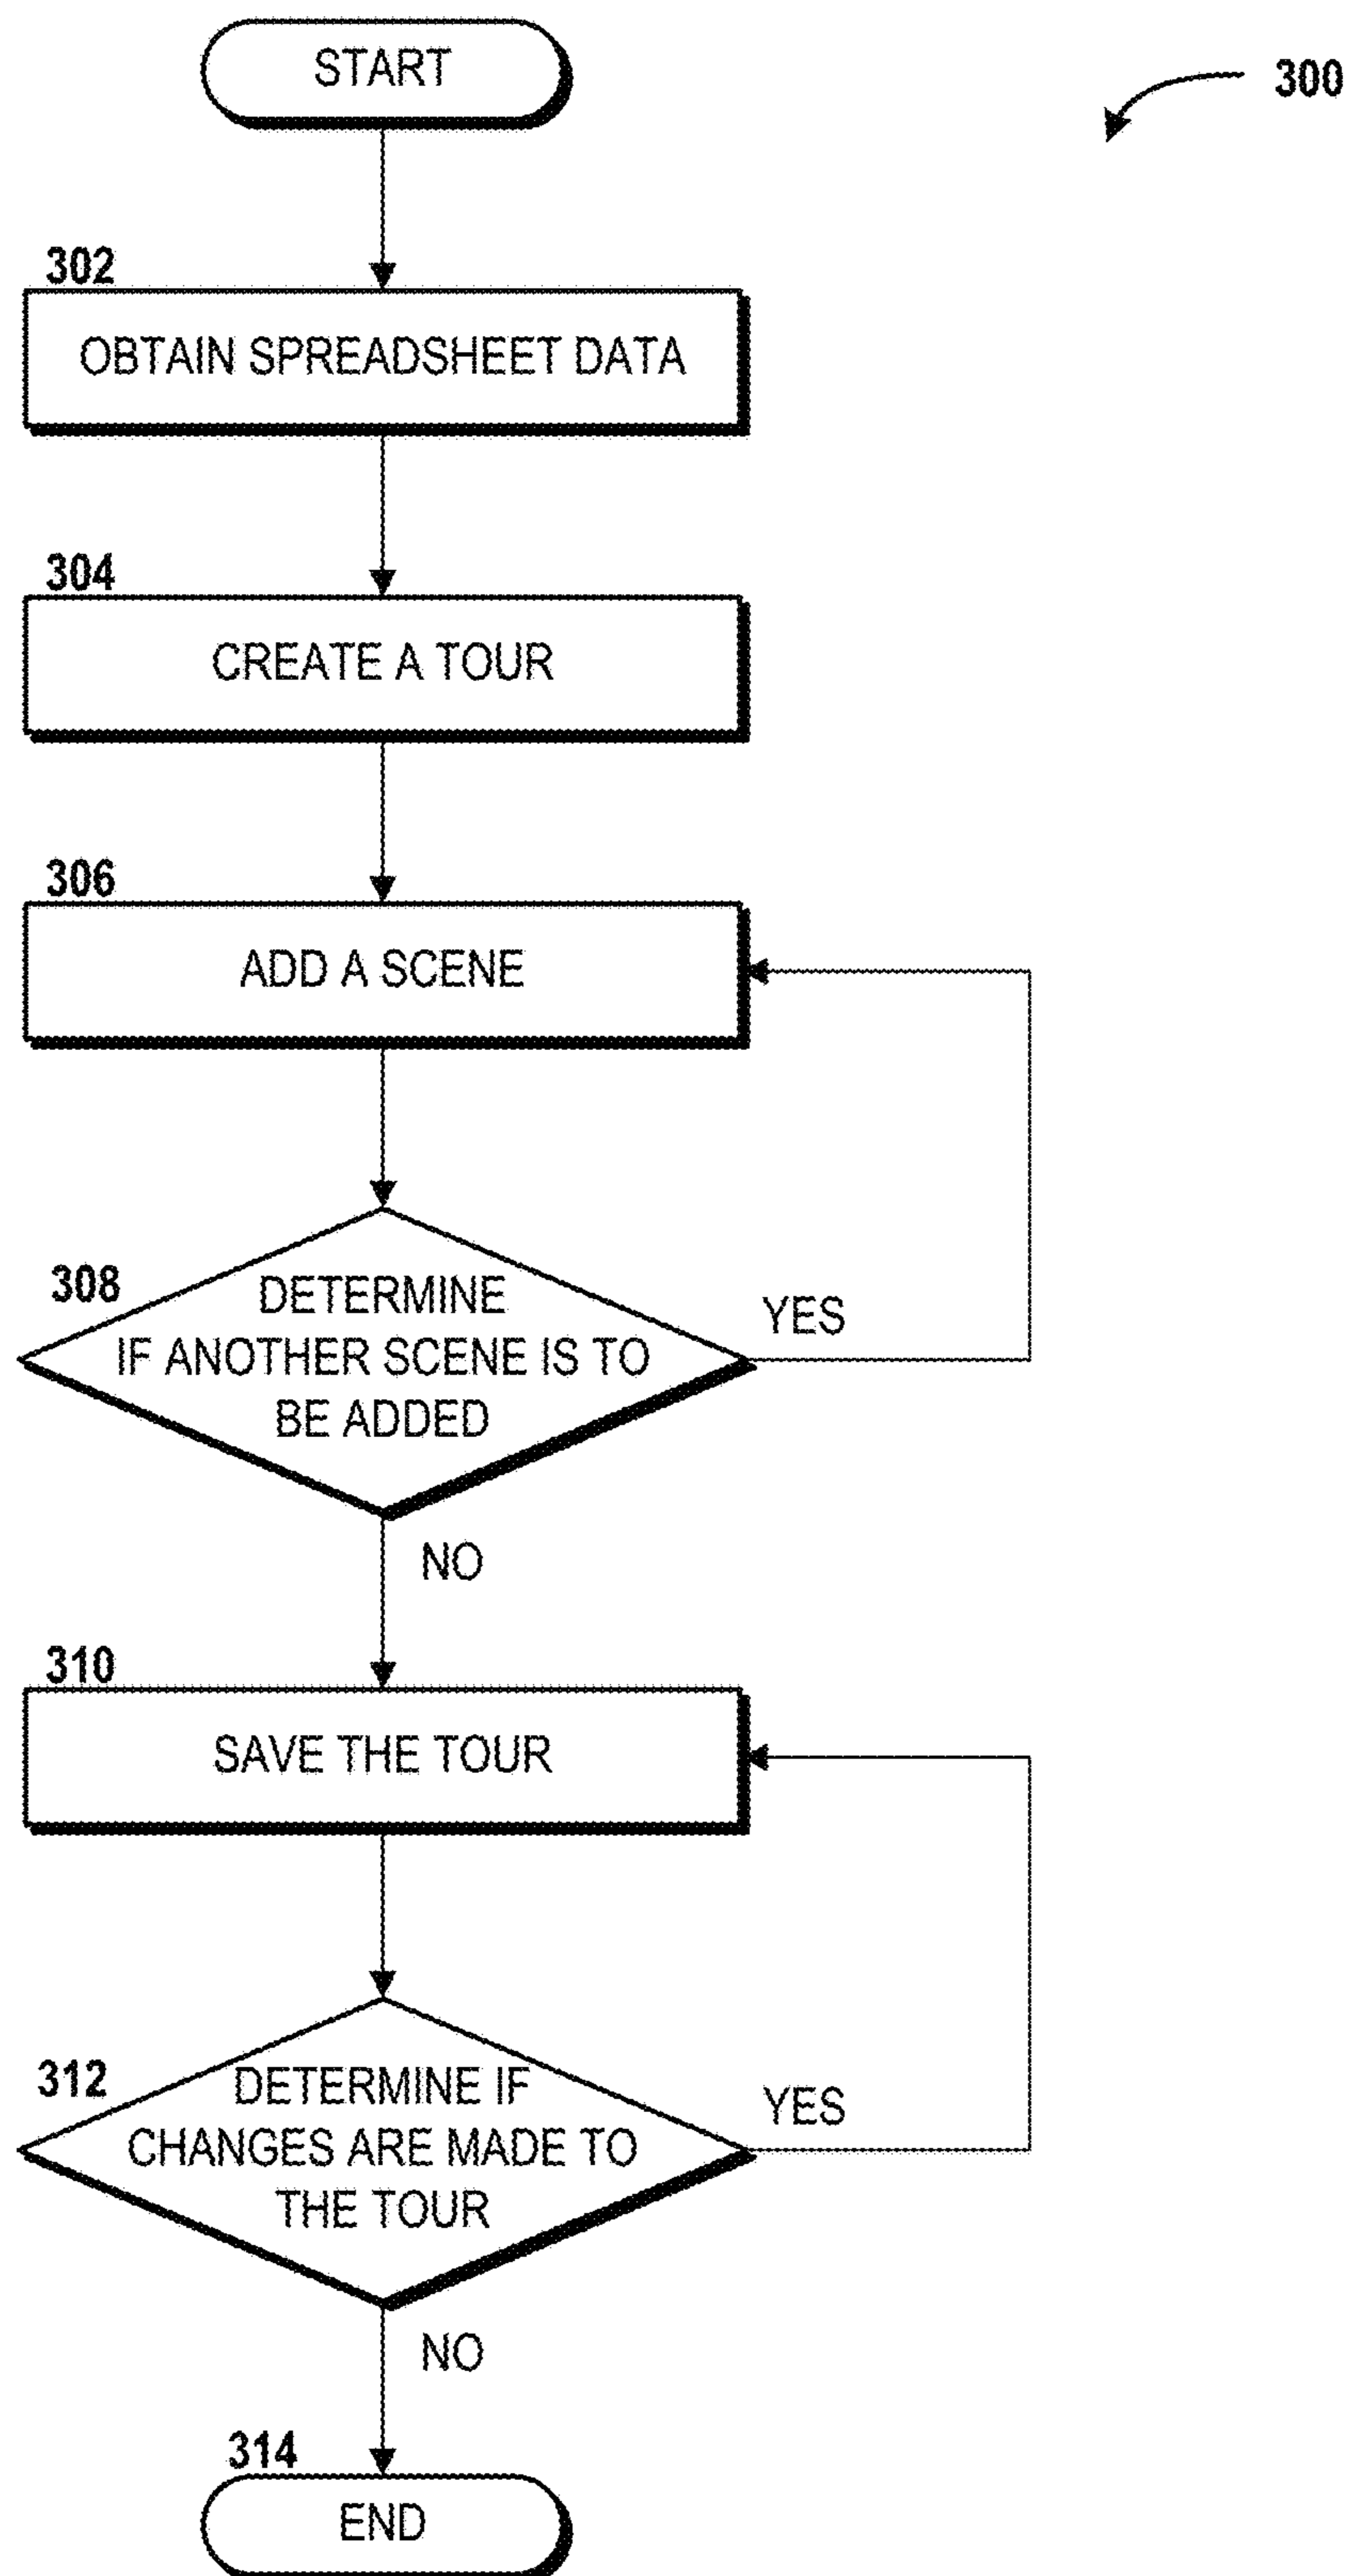 START
300
302
OBTAIN SPREADSHEET DATA
304
CREATE A TOUR
306
ADD A SCENE
308
DETERMINE
IF ANOTHER SCENE IS TO
BE ADDED
YES
NO
310
SAVE THE TOUR
312
DETERMINE IF
CHANGES ARE MADE TO
THE TOUR
YES
NO
314
END